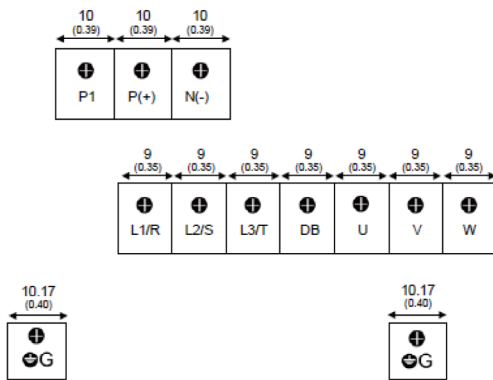 10 10 10
(0.39) (0.39) (0.39)
P1 P(+) N(-)
9 9 9 9 9 9 9
(0.35) (0.35) (0.35) (0.35) (0.35) (0.35) (0.35)
L1/R L2/S L3/T DB U V W
10.17 10.17
(0.40) (0.40)
G G